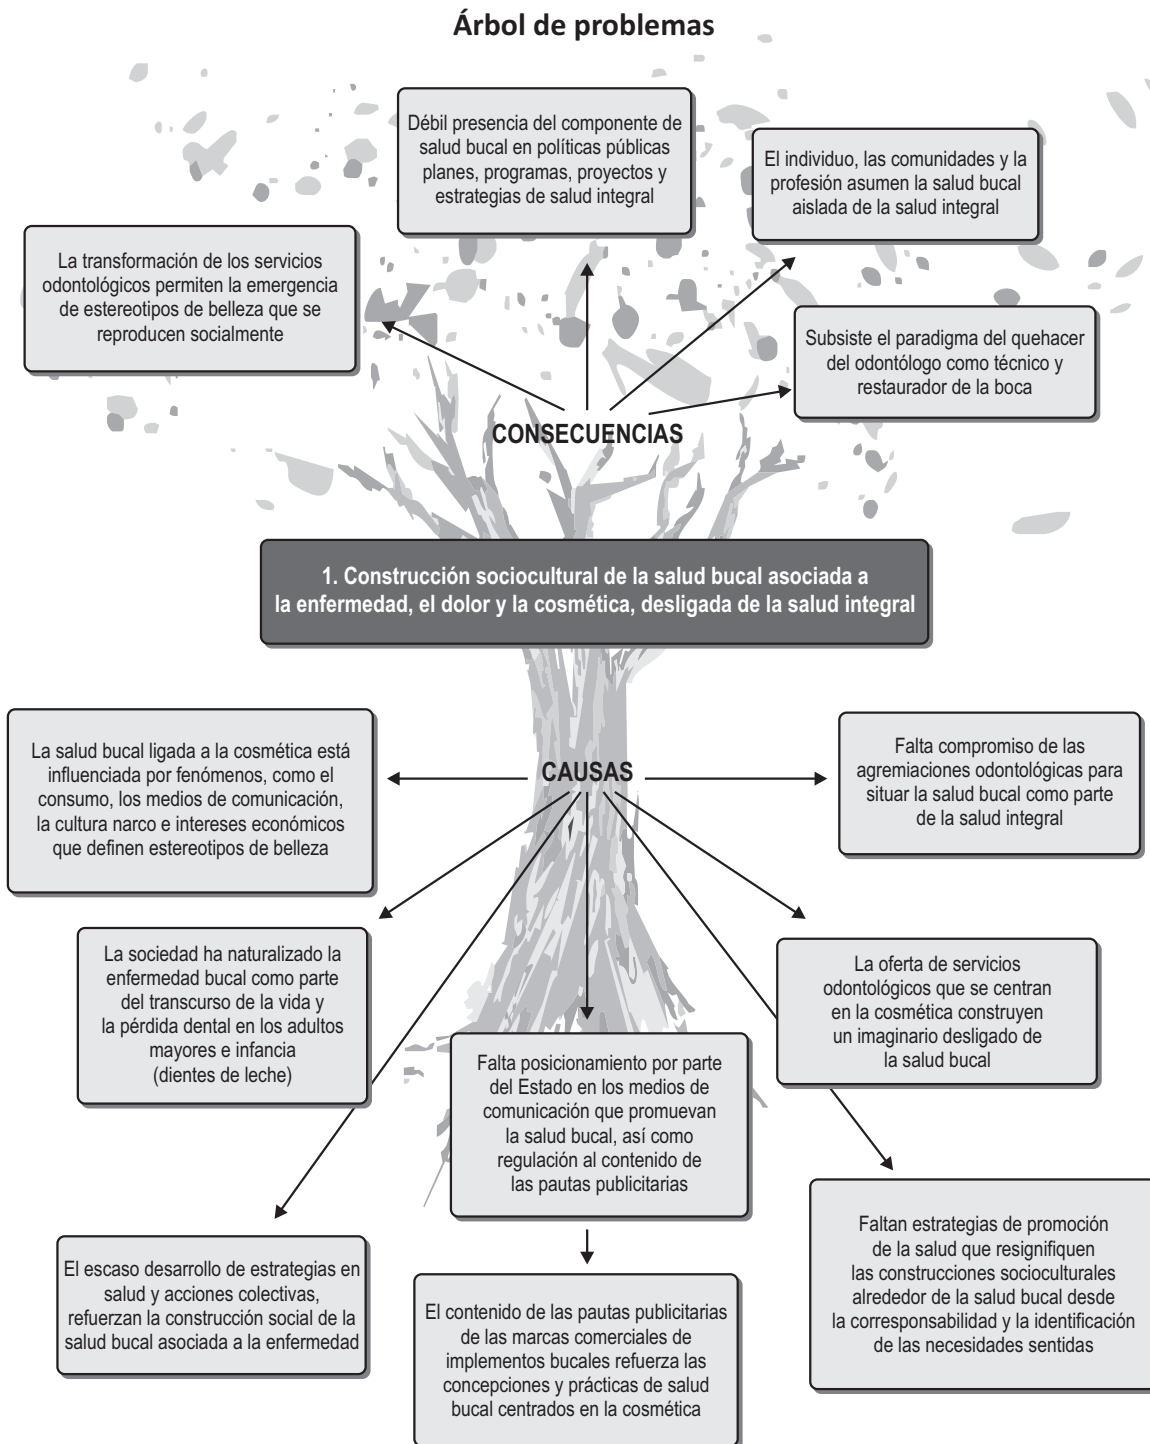 Árbol de problemas
Débil presencia del componente de
salud bucal en políticas públicas
planes, programas, proyectos y
estrategias de salud integral
El individuo, las comunidades y la
profesión asumen la salud bucal
aislada de la salud integral
La transformación de los servicios
odontológicos permiten la emergencia
de estereotipos de belleza que se
reproducen socialmente
Subsiste el paradigma del quehacer
del odontólogo como técnico y
restaurador de la boca
CONSECUENCIAS
1. Construcción sociocultural de la salud bucal asociada a
la enfermedad, el dolor y la cosmética, desligada de la salud integral
CAUSAS
La salud bucal ligada a la cosmética está
influenciada por fenómenos, como el
consumo, los medios de comunicación,
la cultura narco e intereses económicos
que definen estereotipos de belleza
Falta compromiso de las
agremiaciones odontológicas para
situar la salud bucal como parte
de la salud integral
La sociedad ha naturalizado la
enfermedad bucal como parte
del transcurso de la vida y
la pérdida dental en los adultos
mayores e infancia
(dientes de leche)
La oferta de servicios
odontológicos que se centran
en la cosmética construyen
un imaginario desligado de
la salud bucal
Falta posicionamiento por parte
del Estado en los medios de
comunicación que promuevan
la salud bucal, así como
regulación al contenido de
las pautas publicitarias
El escaso desarrollo de estrategias en
salud y acciones colectivas,
refuerzan la construcción social de la
salud bucal asociada a la enfermedad
El contenido de las pautas publicitarias
de las marcas comerciales de
implementos bucales refuerza las
concepciones y prácticas de salud
bucal centrados en la cosmética
Faltan estrategias de promoción
de la salud que resignifiquen
las construcciones socioculturales
alrededor de la salud bucal desde
la corresponsabilidad y la identificación
de las necesidades sentidas